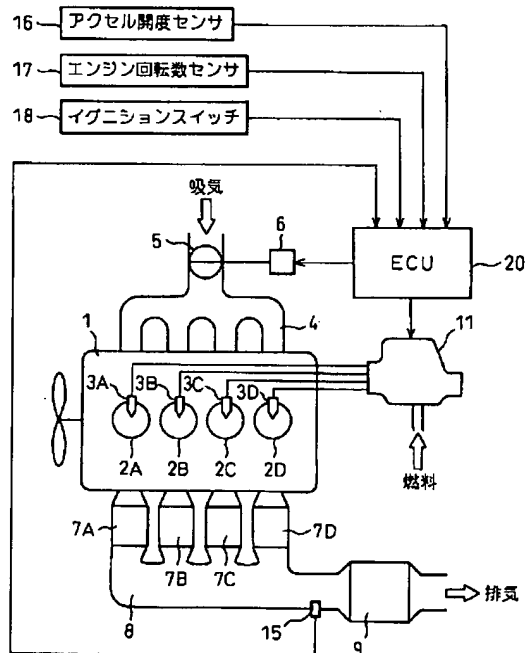 16 アクセル開度センサ
17 エンジン回転数センサ
18 イグニションスイッチ
吸気
5
6
ECU
20
1
4
11
3A 3B 3C 3D
2A 2B 2C 2D
燃料
7A 7B 7C 7D
排気
8
15
9